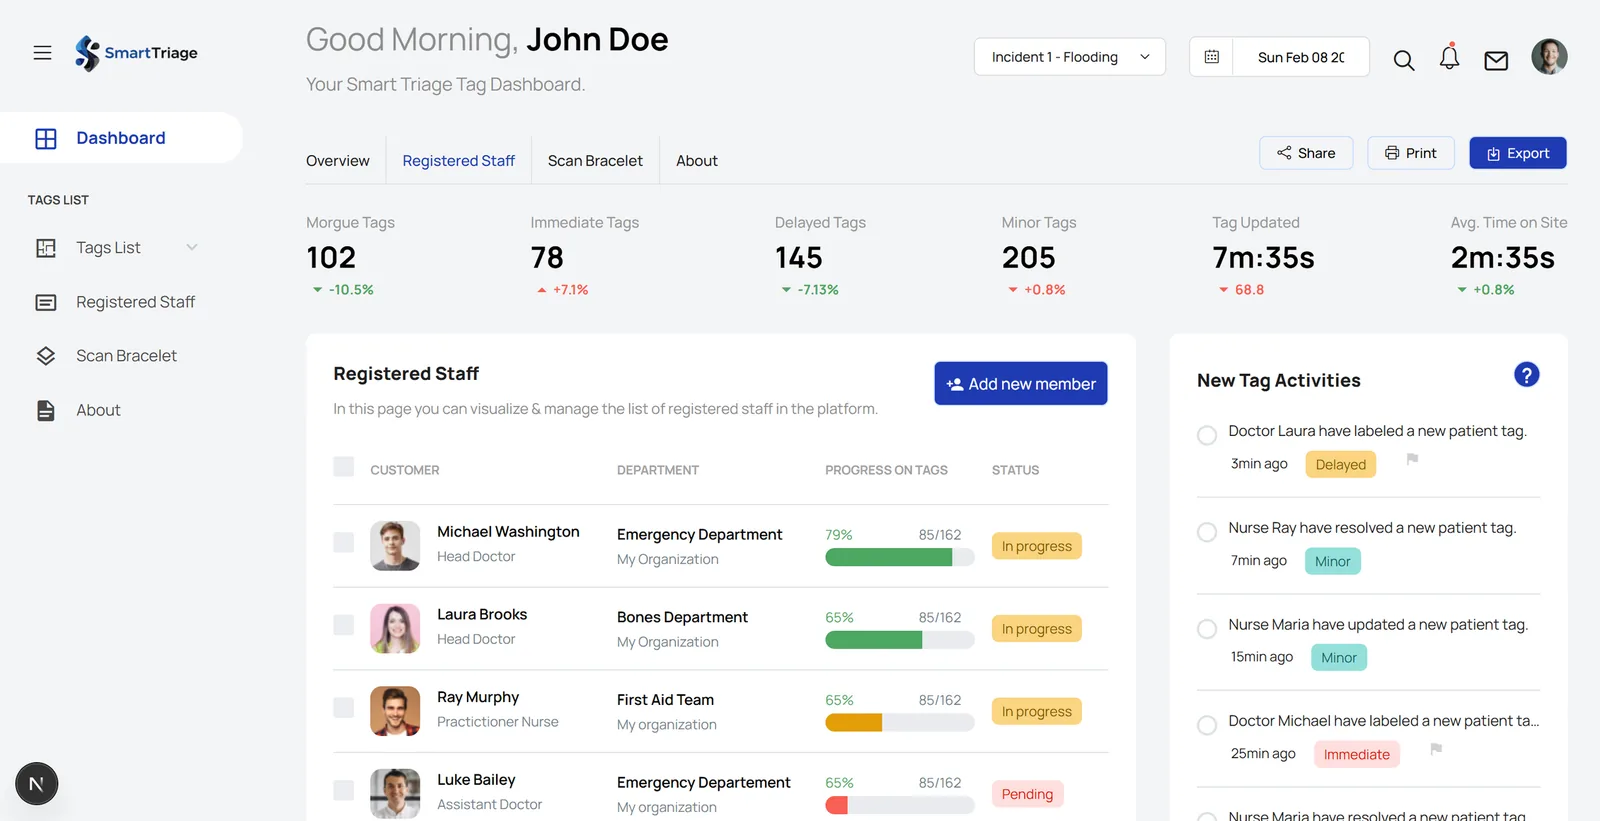 SmartTriage
Good Morning, John Doe
Your Smart Triage Tag Dashboard.
Incident 1 - Flooding
Sun Feb 08 20
Dashboard
TAGS LIST
Tags List
Registered Staff
Scan Bracelet
About
Overview
Registered Staff
Scan Bracelet
About
Share
Print
Export
Morgue Tags
102
-10.5%
Immediate Tags
78
+7.1%
Delayed Tags
145
-7.13%
Minor Tags
205
+0.8%
Tag Updated
7m:35s
68.8
Avg. Time on Site
2m:35s
+0.8%
Registered Staff
In this page you can visualize & manage the list of registered staff in the platform.
Add new member
CUSTOMER DEPARTMENT PROGRESS ON TAGS STATUS
Michael Washington
Head Doctor
Emergency Department
My Organization
79% 85/162
In progress
Laura Brooks
Head Doctor
Bones Department
My Organization
65% 85/162
In progress
Ray Murphy
Practictioner Nurse
First Aid Team
My organization
65% 85/162
In progress
Luke Bailey
Assistant Doctor
Emergency Departement
My organization
65% 85/162
Pending
New Tag Activities
?
Doctor Laura have labeled a new patient tag.
3min ago Delayed
Nurse Ray have resolved a new patient tag.
7min ago Minor
Nurse Maria have updated a new patient tag.
15min ago Minor
Doctor Michael have labeled a new patient ta...
25min ago Immediate
Nurse Maria have resolved a new patient tag
N